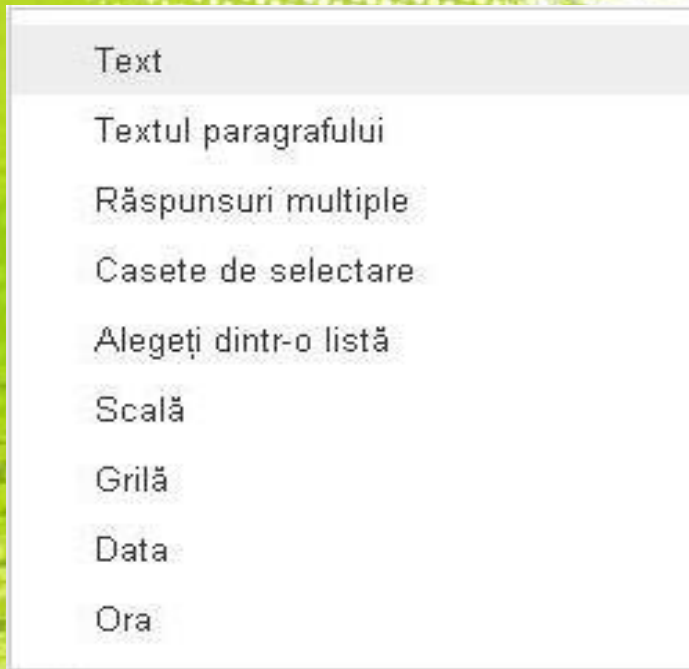 Text
Textul paragrafului
Răspunsuri multiple
Casete de selectare
Alegeți dintr-o listă
Scală
Grilă
Data
Ora